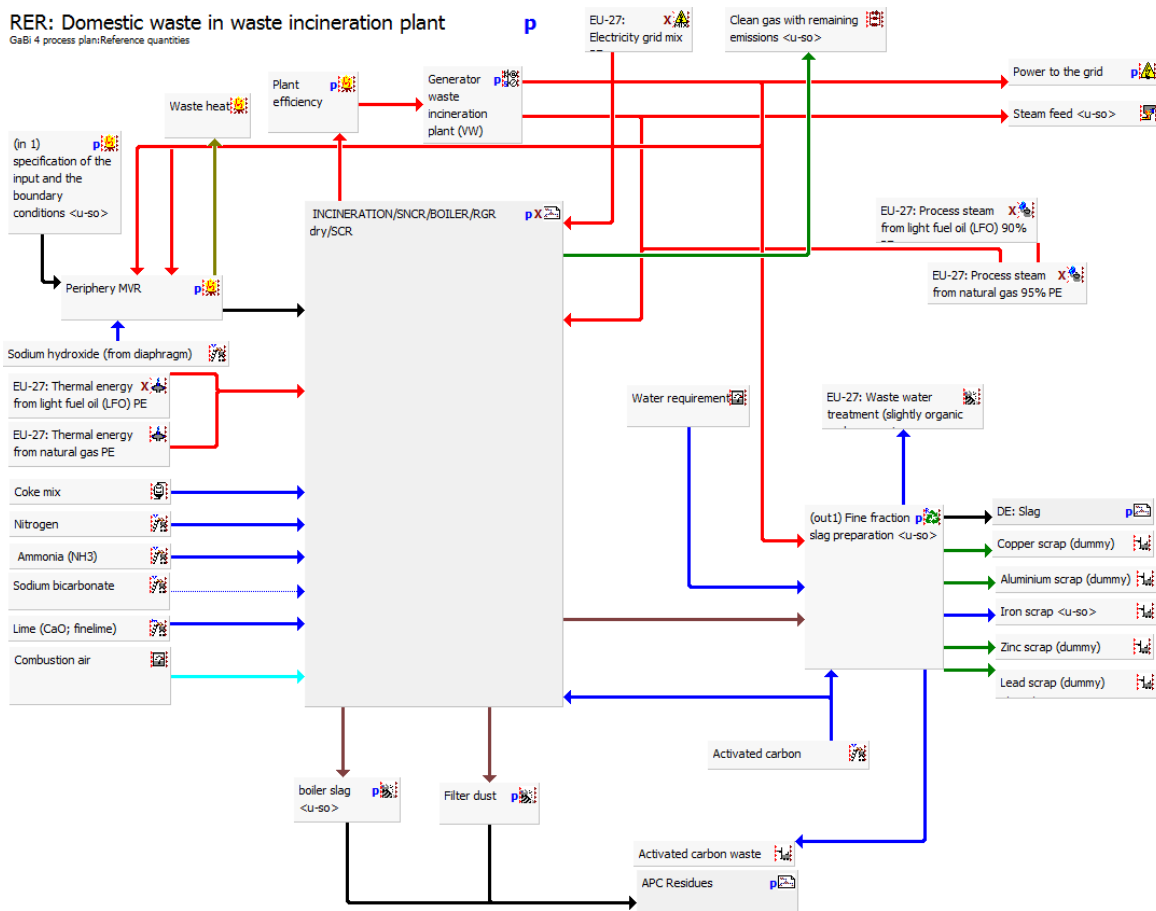 RER: Domestic waste in waste incineration plant
p
GaBi 4 process plan:Reference quantities
EU-27: X
Electricity grid mix
Clean gas with remaining
emissions <u-so>
Power to the grid p
Steam feed <u-so>
Generator p
waste
incineration
plant (VW)
Plant p
efficiency
Waste heat
(in 1) p
specification of the
input and the
boundary
conditions <u-so>
INCINERATION/SNCR/BOILER/RGR p X
dry/SCR
EU-27: Process steam X
from light fuel oil (LFO) 90%
EU-27: Process steam X
from natural gas 95% PE
Periphery MVR p
Sodium hydroxide (from diaphragm)
EU-27: Thermal energy X
from light fuel oil (LFO) PE
EU-27: Thermal energy
from natural gas PE
Water requirement
EU-27: Waste water
treatment (slightly organic
Coke mix
Nitrogen
Ammonia (NH3)
Sodium bicarbonate
Lime (CaO; finelime)
Combustion air
(out1) Fine fraction p
slag preparation <u-so>
DE: Slag p
Copper scrap (dummy)
Aluminium scrap (dummy)
Iron scrap <u-so>
Zinc scrap (dummy)
Lead scrap (dummy)
Activated carbon
boiler slag p
<u-so>
Filter dust p
Activated carbon waste
APC Residues p